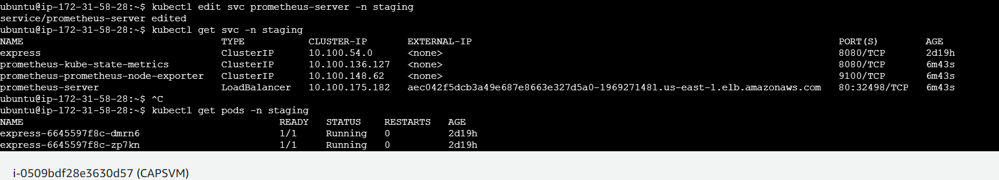 ubuntu@ip-172-31-58-28:~$ kubectl edit svc prometheus-server -n staging
service/prometheus-server edited
ubuntu@ip-172-31-58-28:~$ kubectl get svc -n staging
NAME TYPE CLUSTER-IP EXTERNAL-IP PORT(S) AGE
express ClusterIP 10.100.54.0 <none> 8080/TCP 2d19h
prometheus-kube-state-metrics ClusterIP 10.100.136.127 <none> 8080/TCP 6m43s
prometheus-prometheus-node-exporter ClusterIP 10.100.148.62 <none> 9100/TCP 6m43s
prometheus-server LoadBalancer 10.100.175.182 aec042f5dcb3a49e687e8663e327d5a0-1969271481.us-east-1.elb.amazonaws.com 80:32498/TCP 6m43s
ubuntu@ip-172-31-58-28:~$ ^C
ubuntu@ip-172-31-58-28:~$ kubectl get pods -n staging
NAME READY STATUS RESTARTS AGE
express-6645597f8c-dmrn6 1/1 Running 0 2d19h
express-6645597f8c-zp7kn 1/1 Running 0 2d19h
i-0509bdf28e3630d57 (CAPSVM)